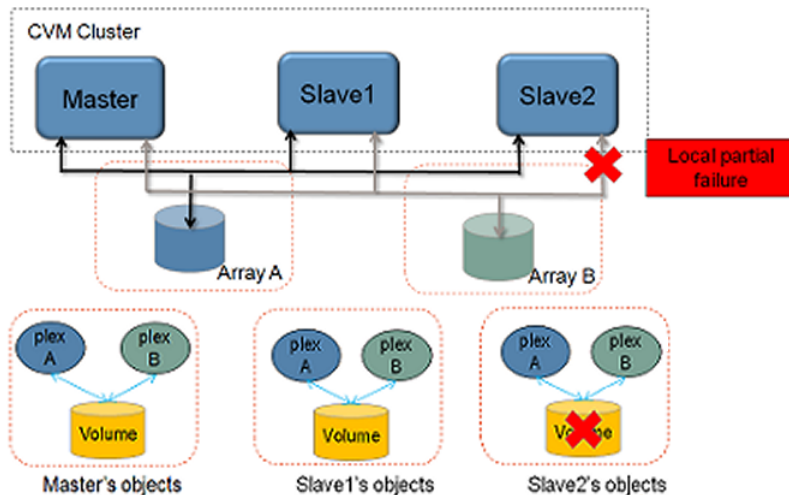 CVM Cluster
Master
Slave1
Slave2
Local partial
failure
Array A
Array B
plex
A
plex
B
Volume
plex
A
plex
B
Volume
plex
A
plex
B
Volume
Master's objects
Slave1's objects
Slave2's objects